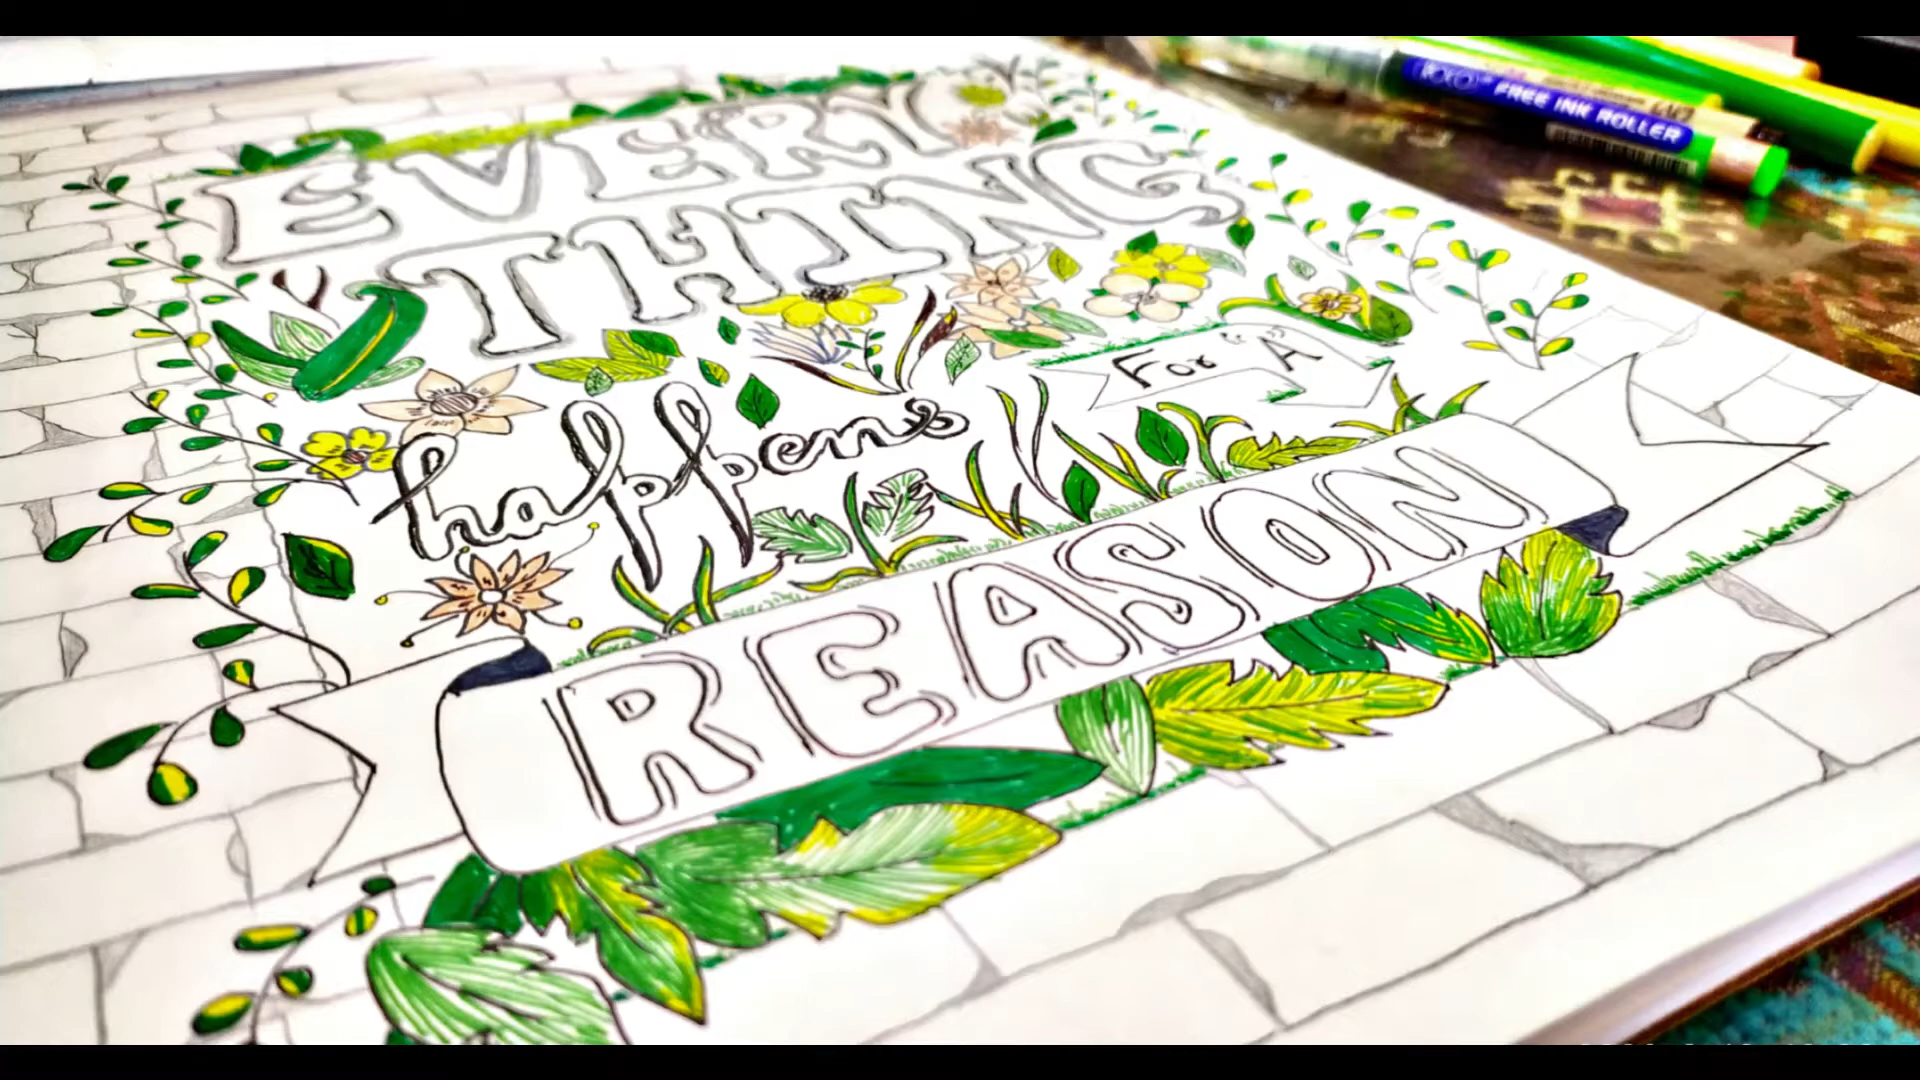 EVERY
THING
happens
For "A"
REASON
FREE INK ROLLER